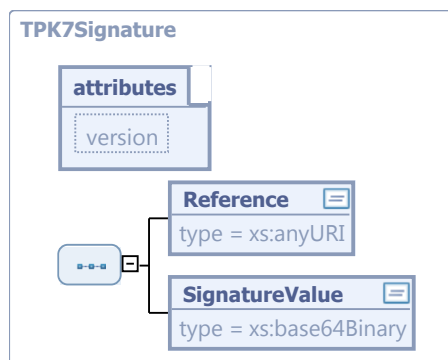 TPK7Signature
attributes
version
Reference
type = xs:anyURI
SignatureValue
type = xs:base64Binary